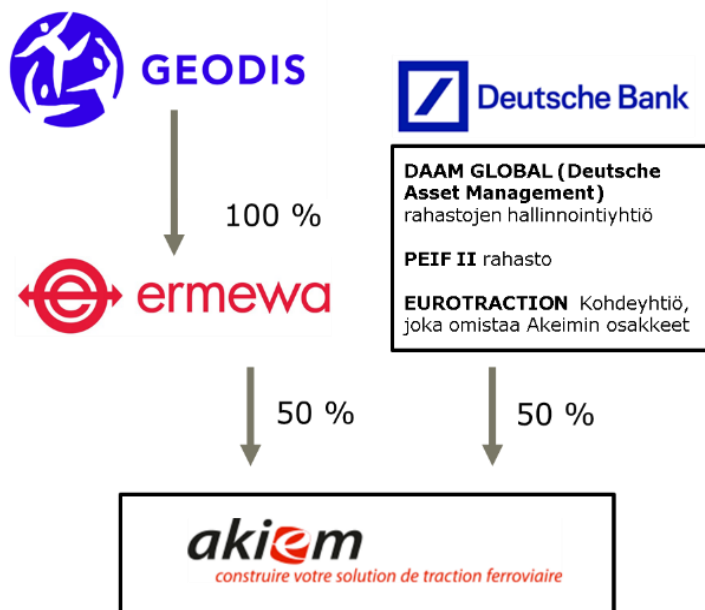 GEODIS
Deutsche Bank
DAAM GLOBAL (Deutsche
Asset Management)
rahastojen hallinnointiyhtiö
PEIF II rahasto
EUROTRACTION Kohdeyhtiö,
joka omistaa Akeimin osakkeet
100 %
ermewa
50 %
50 %
akiem
construire votre solution de traction ferroviaire